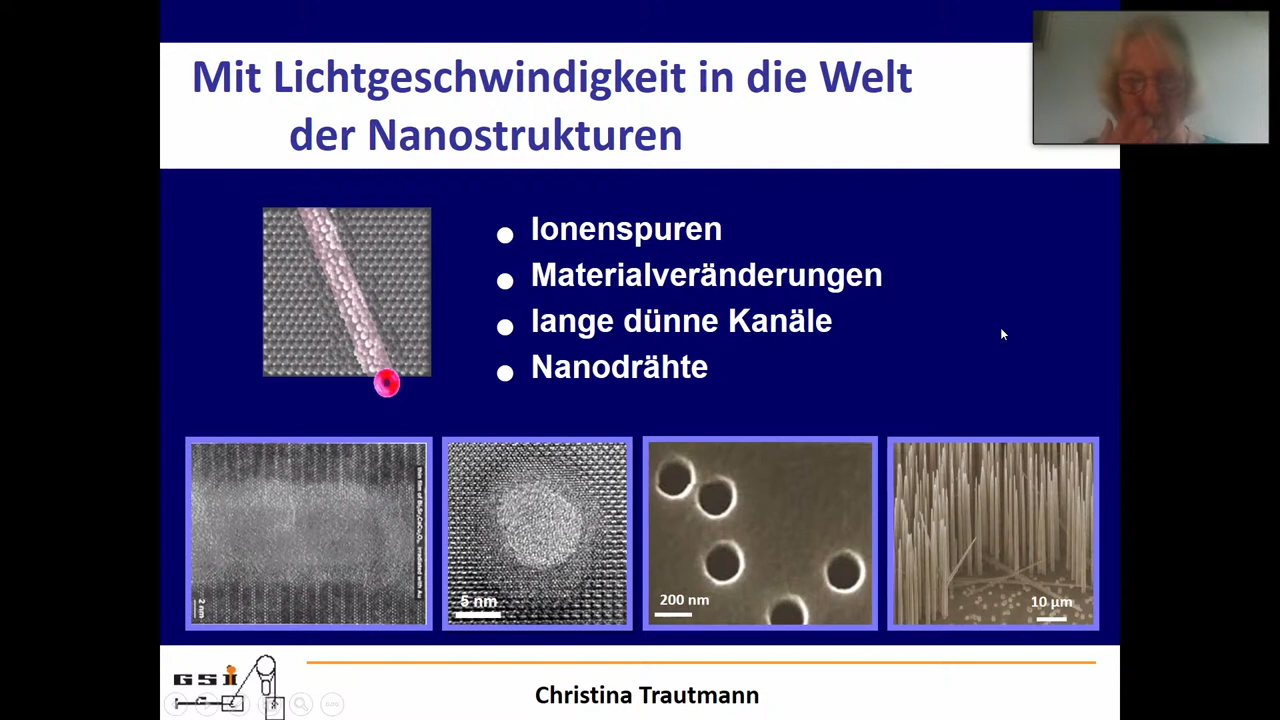 Mit Lichtgeschwindigkeit in die Welt
der Nanostrukturen
Ionenspuren
Materialveränderungen
lange dünne Kanäle
Nanodrähte
2 nm
5 nm
200 nm
10 µm
GSI
Christina Trautmann